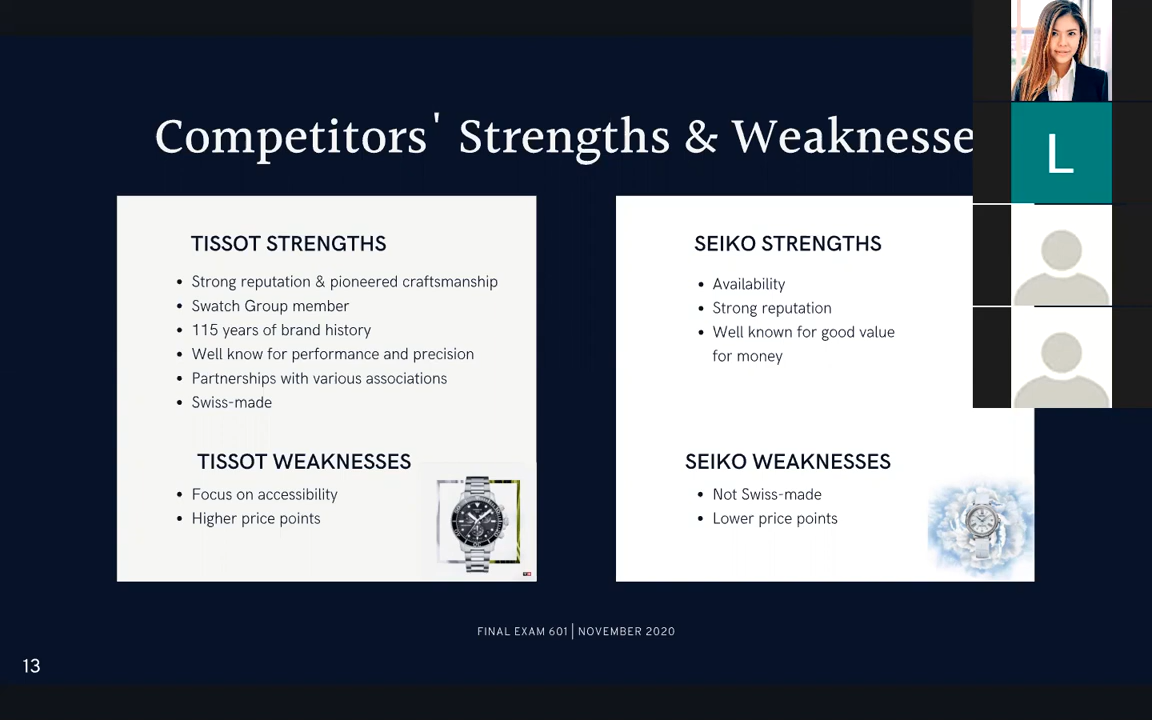 Competitors' Strengths & Weaknesse
L
TISSOT STRENGTHS
Strong reputation & pioneered craftsmanship
Swatch Group member
115 years of brand history
Well know for performance and precision
Partnerships with various associations
Swiss-made
TISSOT WEAKNESSES
Focus on accessibility
Higher price points
SEIKO STRENGTHS
Availability
Strong reputation
Well known for good value
for money
SEIKO WEAKNESSES
Not Swiss-made
Lower price points
FINAL EXAM 601 | NOVEMBER 2020
13